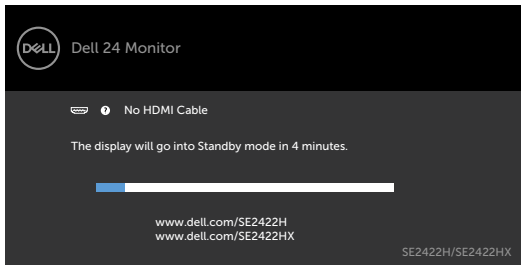 DELL
Dell 24 Monitor
? No HDMI Cable
The display will go into Standby mode in 4 minutes.
www.dell.com/SE2422H
www.dell.com/SE2422HX
SE2422H/SE2422HX